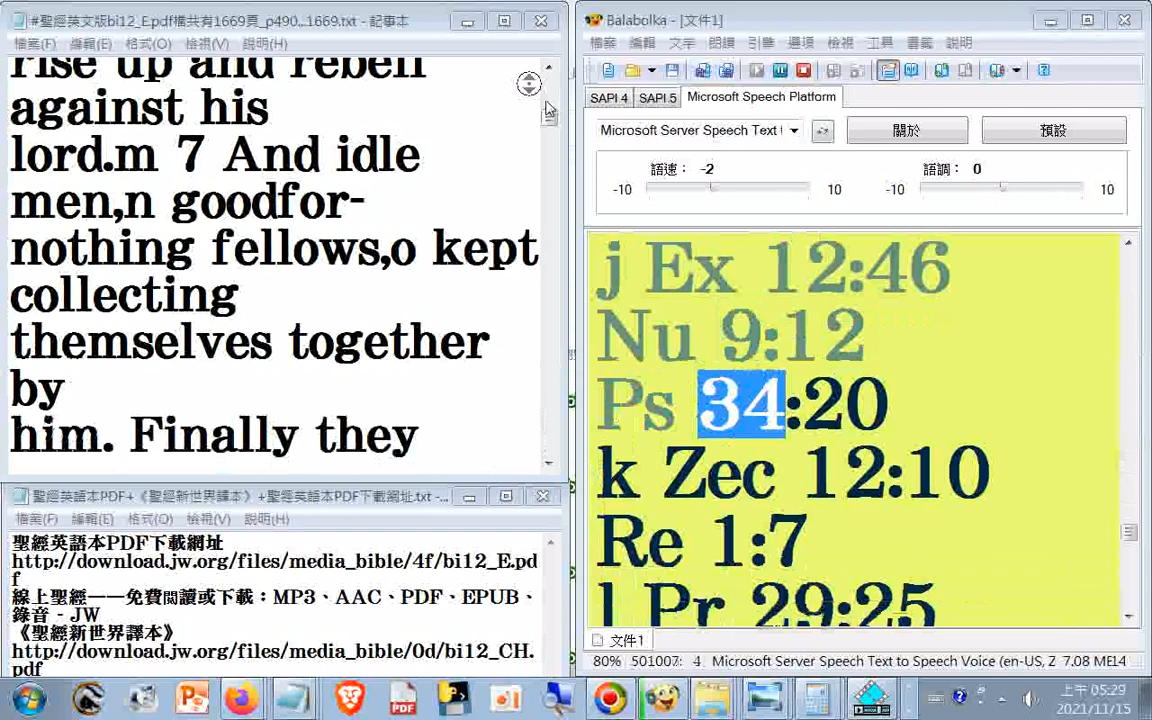 #聖經英文版bi12_E.pdf檔共有1669頁_p490,..1669.txt - 記事本
檔案(F) 編輯(E) 格式(O) 檢視(V) 說明(H)
rise up and rebell
against his
lord.m 7 And idle
men,n goodfor-
nothing fellows,o kept
collecting
themselves together
by
him. Finally they
聖經英語本PDF+《聖經新世界譯本》+聖經英語本PDF下載網址.txt -...
檔案(F) 編輯(E) 格式(O) 檢視(V) 說明(H)
聖經英語本PDF下載網址
http://download.jw.org/files/media_bible/4f/bi12_E.pd
f
線上聖經——免費閱讀或下載：MP3、AAC、PDF、EPUB、
錄音 - JW
《聖經新世界譯本》
http://download.jw.org/files/media_bible/0d/bi12_CH.
pdf
Balabolka - [文件1]
檔案 編輯 文字 朗讀 引擎 選項 檢視 工具 書籤 說明
SAPI 4 SAPI 5 Microsoft Speech Platform
Microsoft Server Speech Text 關於 預設
語速： -2 語調： 0
-10 10 -10 10
j Ex 12:46
Nu 9:12
Ps 34:20
k Zec 12:10
Re 1:7
l Pr 29:25
文件1
80% 501007: 4 Microsoft Server Speech Text to Speech Voice (en-US, Z 7.08 ME14
PDF
上午 05:29
2021/11/15